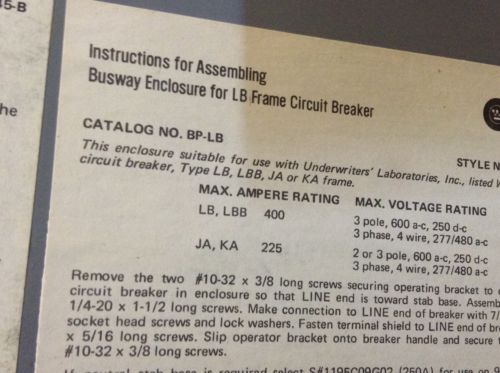 5-B
he
Instructions for Assembling
Busway Enclosure for LB Frame Circuit Breaker
CATALOG NO. BP-LB
STYLE N
This enclosure suitable for use with Underwriters' Laboratories, Inc., listed W
circuit breaker, Type LB, LBB, JA or KA frame.
MAX. AMPERE RATING MAX. VOLTAGE RATING
LB, LBB 400 3 pole, 600 a-c, 250 d-c
3 phase, 4 wire, 277/480 a-c
JA, KA 225 2 or 3 pole, 600 a-c, 250 d-c
3 phase, 4 wire, 277/480 a-c
Remove the two #10-32 x 3/8 long screws securing operating bracket to
circuit breaker in enclosure so that LINE end is toward stab base. Assemb
1/4-20 x 1-1/2 long screws. Make connection to LINE end of breaker with 7/
socket head screws and lock washers. Fasten terminal shield to LINE end of br
x 5/16 long screws. Slip operator bracket onto breaker handle and secure
#10-32 x 3/8 long screws.